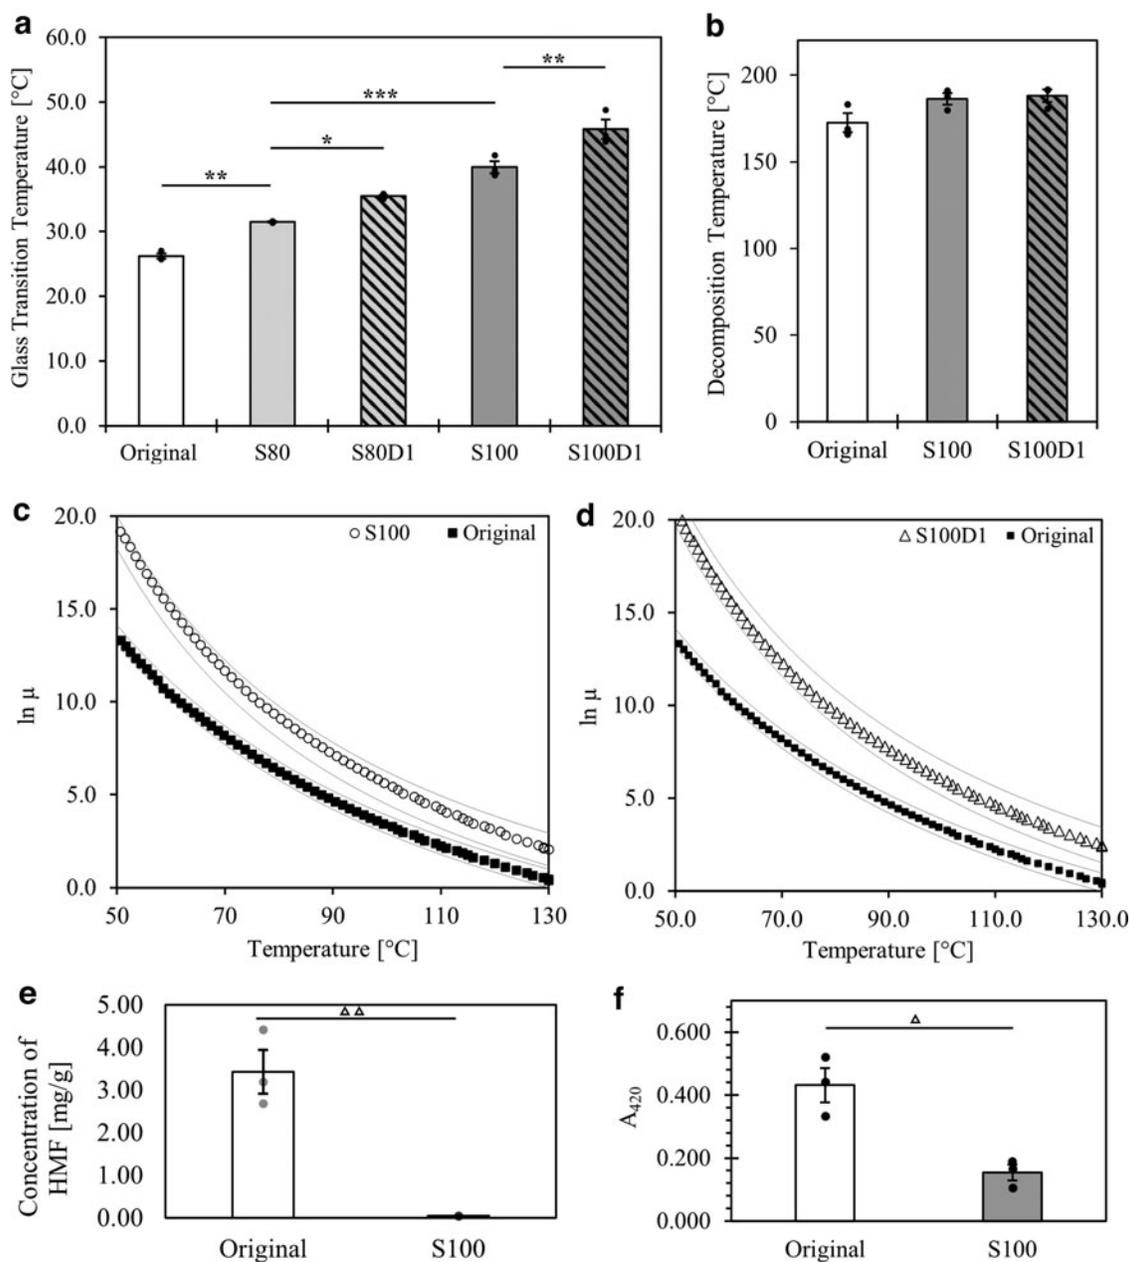 a
60.0
50.0
40.0
30.0
20.0
10.0
0.0
Glass Transition Temperature [°C]
**
*
***
**
Original S80 S80D1 S100 S100D1
b
200
150
100
50
0
Decomposition Temperature [°C]
Original S100 S100D1
c
20.0
15.0
10.0
5.0
0.0
ln μ
S100 Original
50 70 90 110 130
Temperature [°C]
d
20.0
15.0
10.0
5.0
0.0
ln μ
S100D1 Original
50.0 70.0 90.0 110.0 130.0
Temperature [°C]
e
5.00
4.00
3.00
2.00
1.00
0.00
Concentration of
HMF [mg/g]
Δ Δ
Original S100
f
0.600
0.400
0.200
0.000
A420
Δ
Original S100